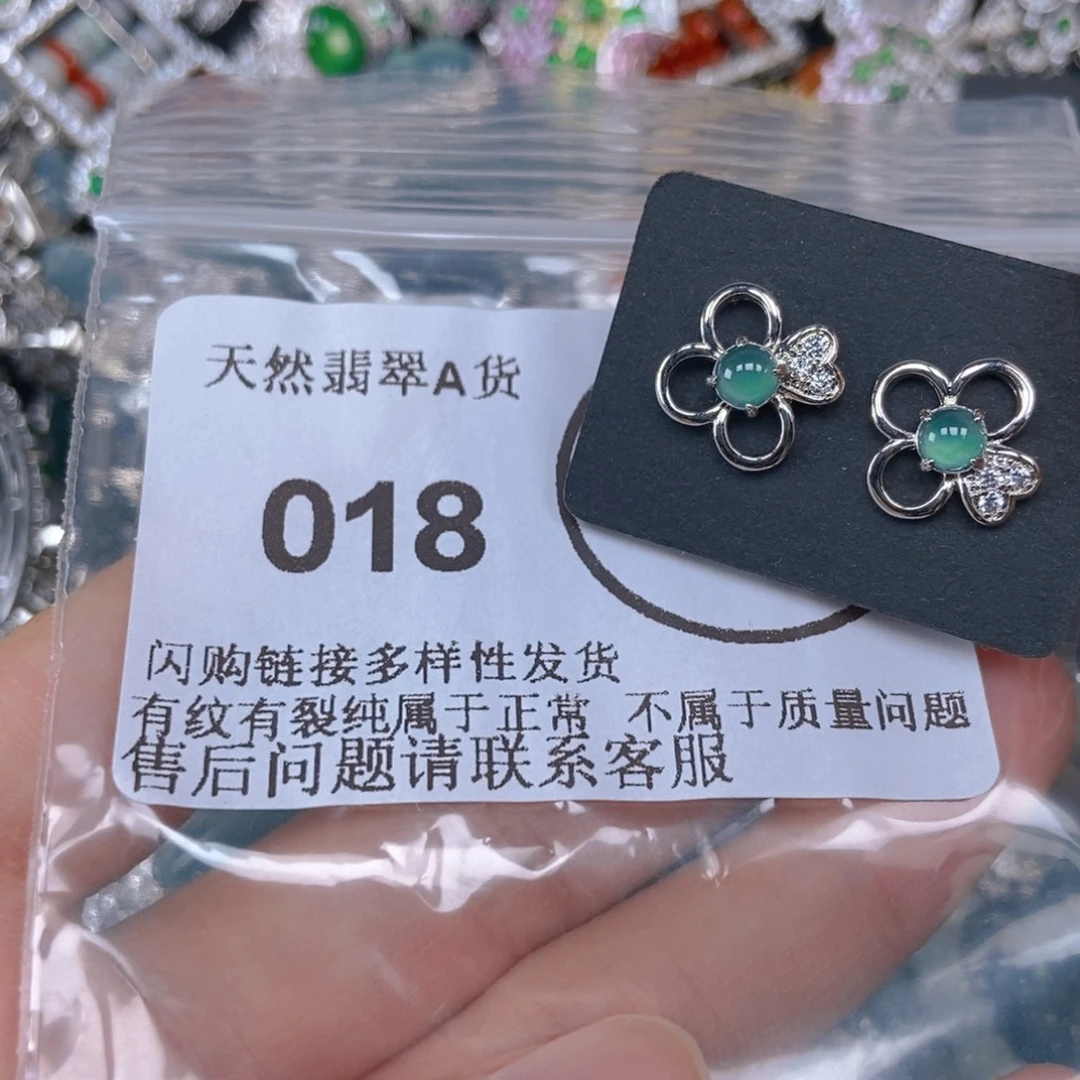 天然翡翠A货
018
闪购链接多样性发货
有纹有裂纯属于正常 不属于质量问题
售后问题请联系客服